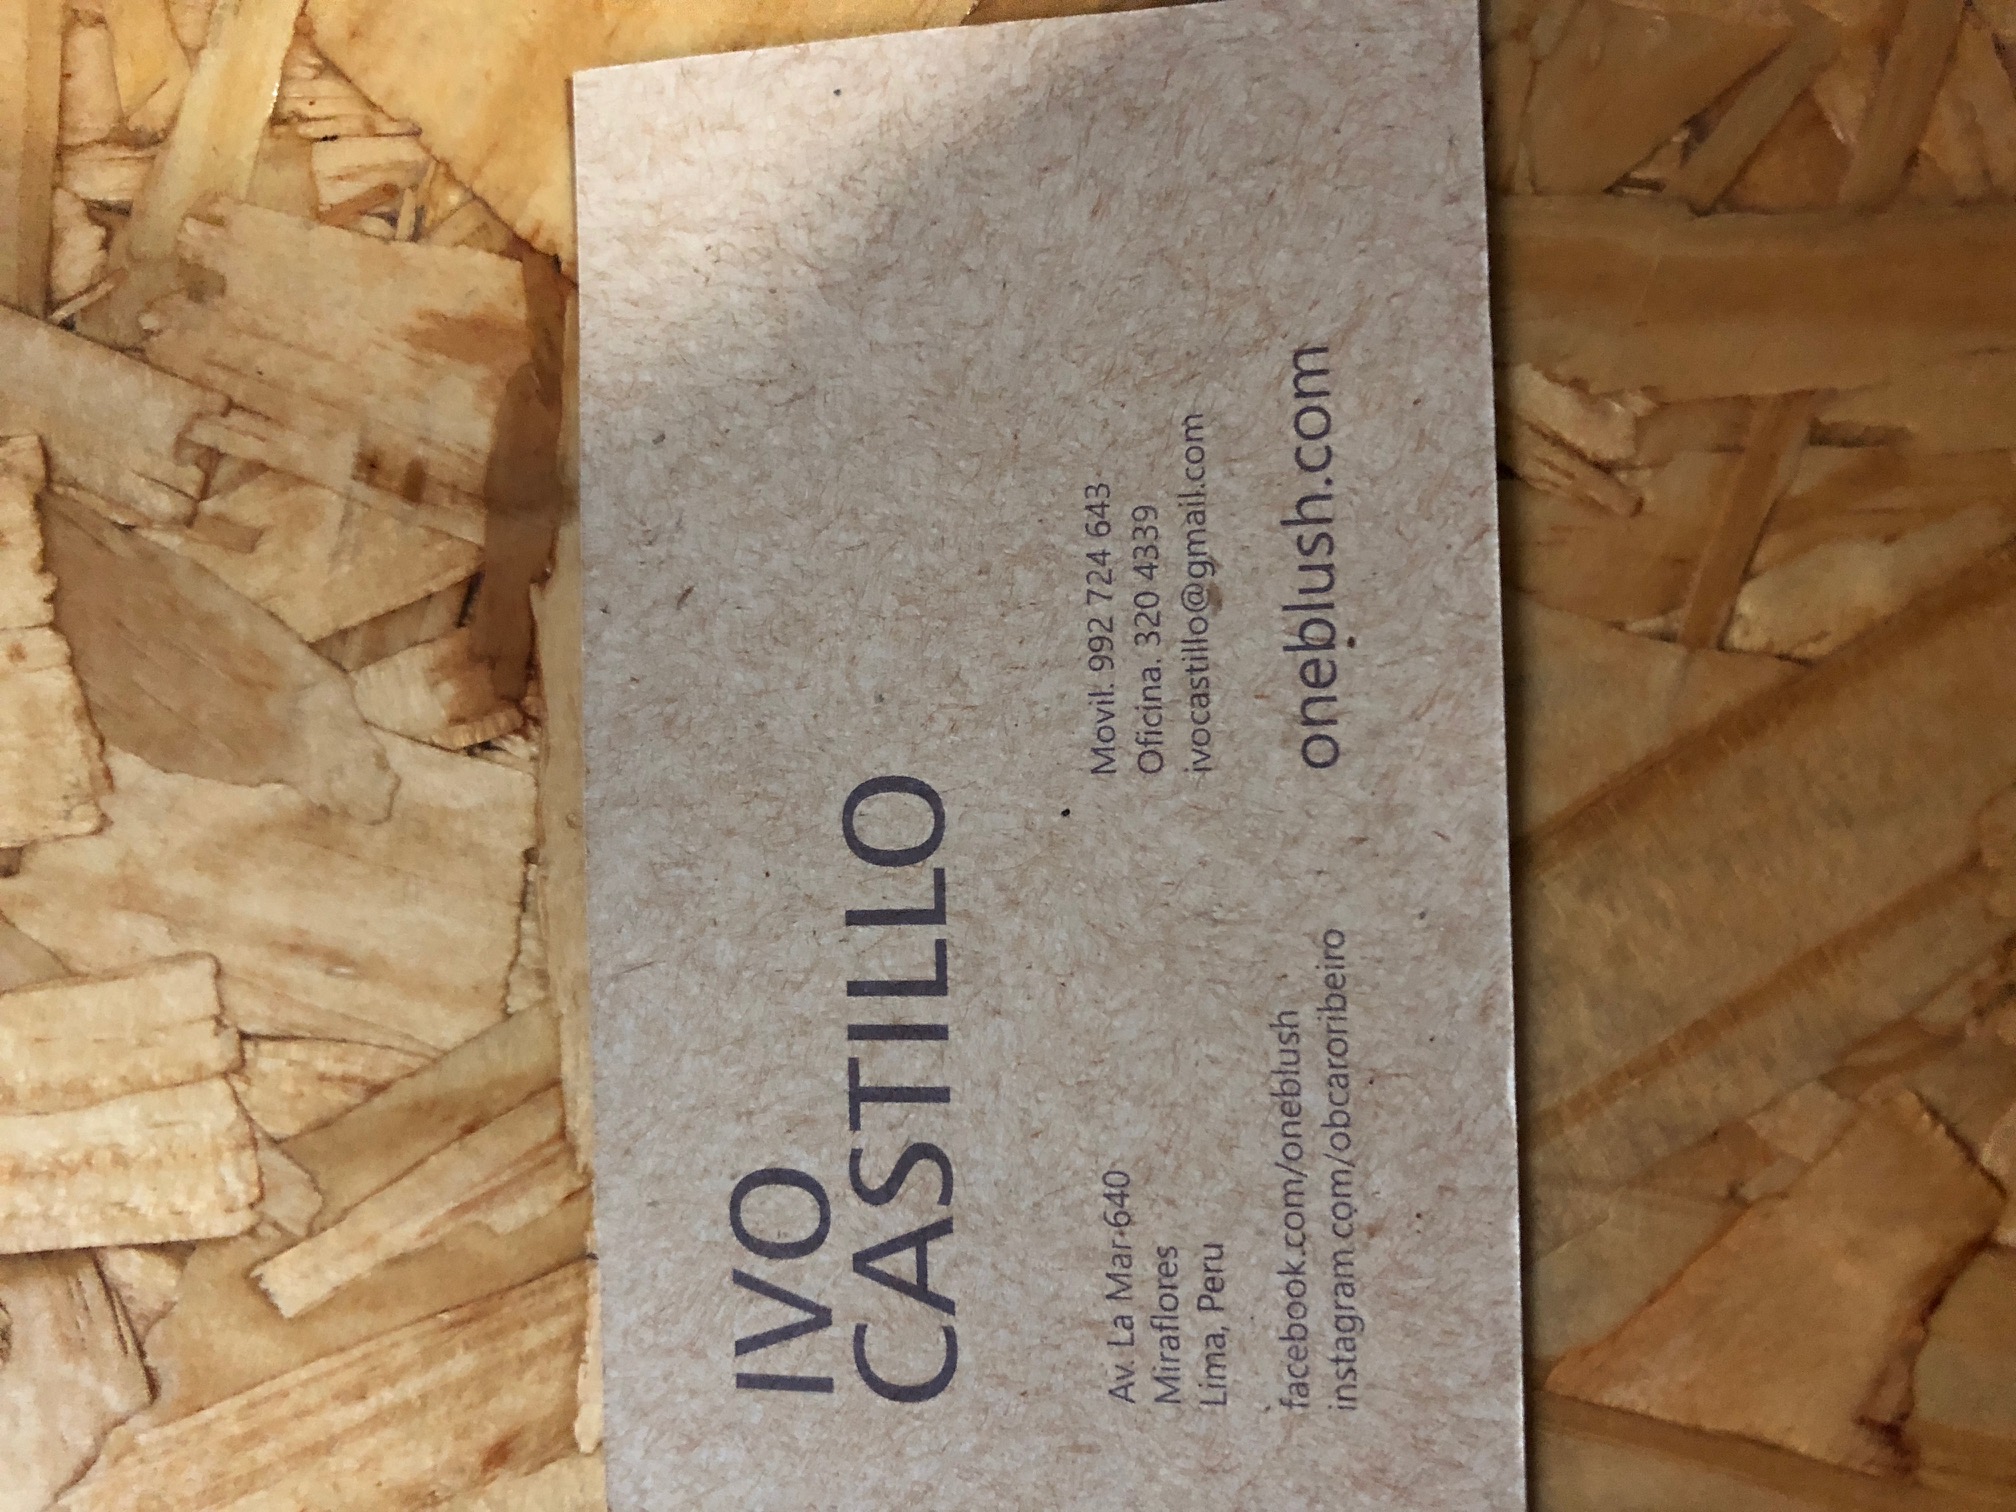 IVO
CASTILLO
Av. La Mar 640
Miraflores
Lima, Peru
Movil. 992 724 643
Oficina. 320 4339
ivocastillo@gmail.com
facebook.com/oneblush
instagram.com/obcaroribeiro
oneblush.com